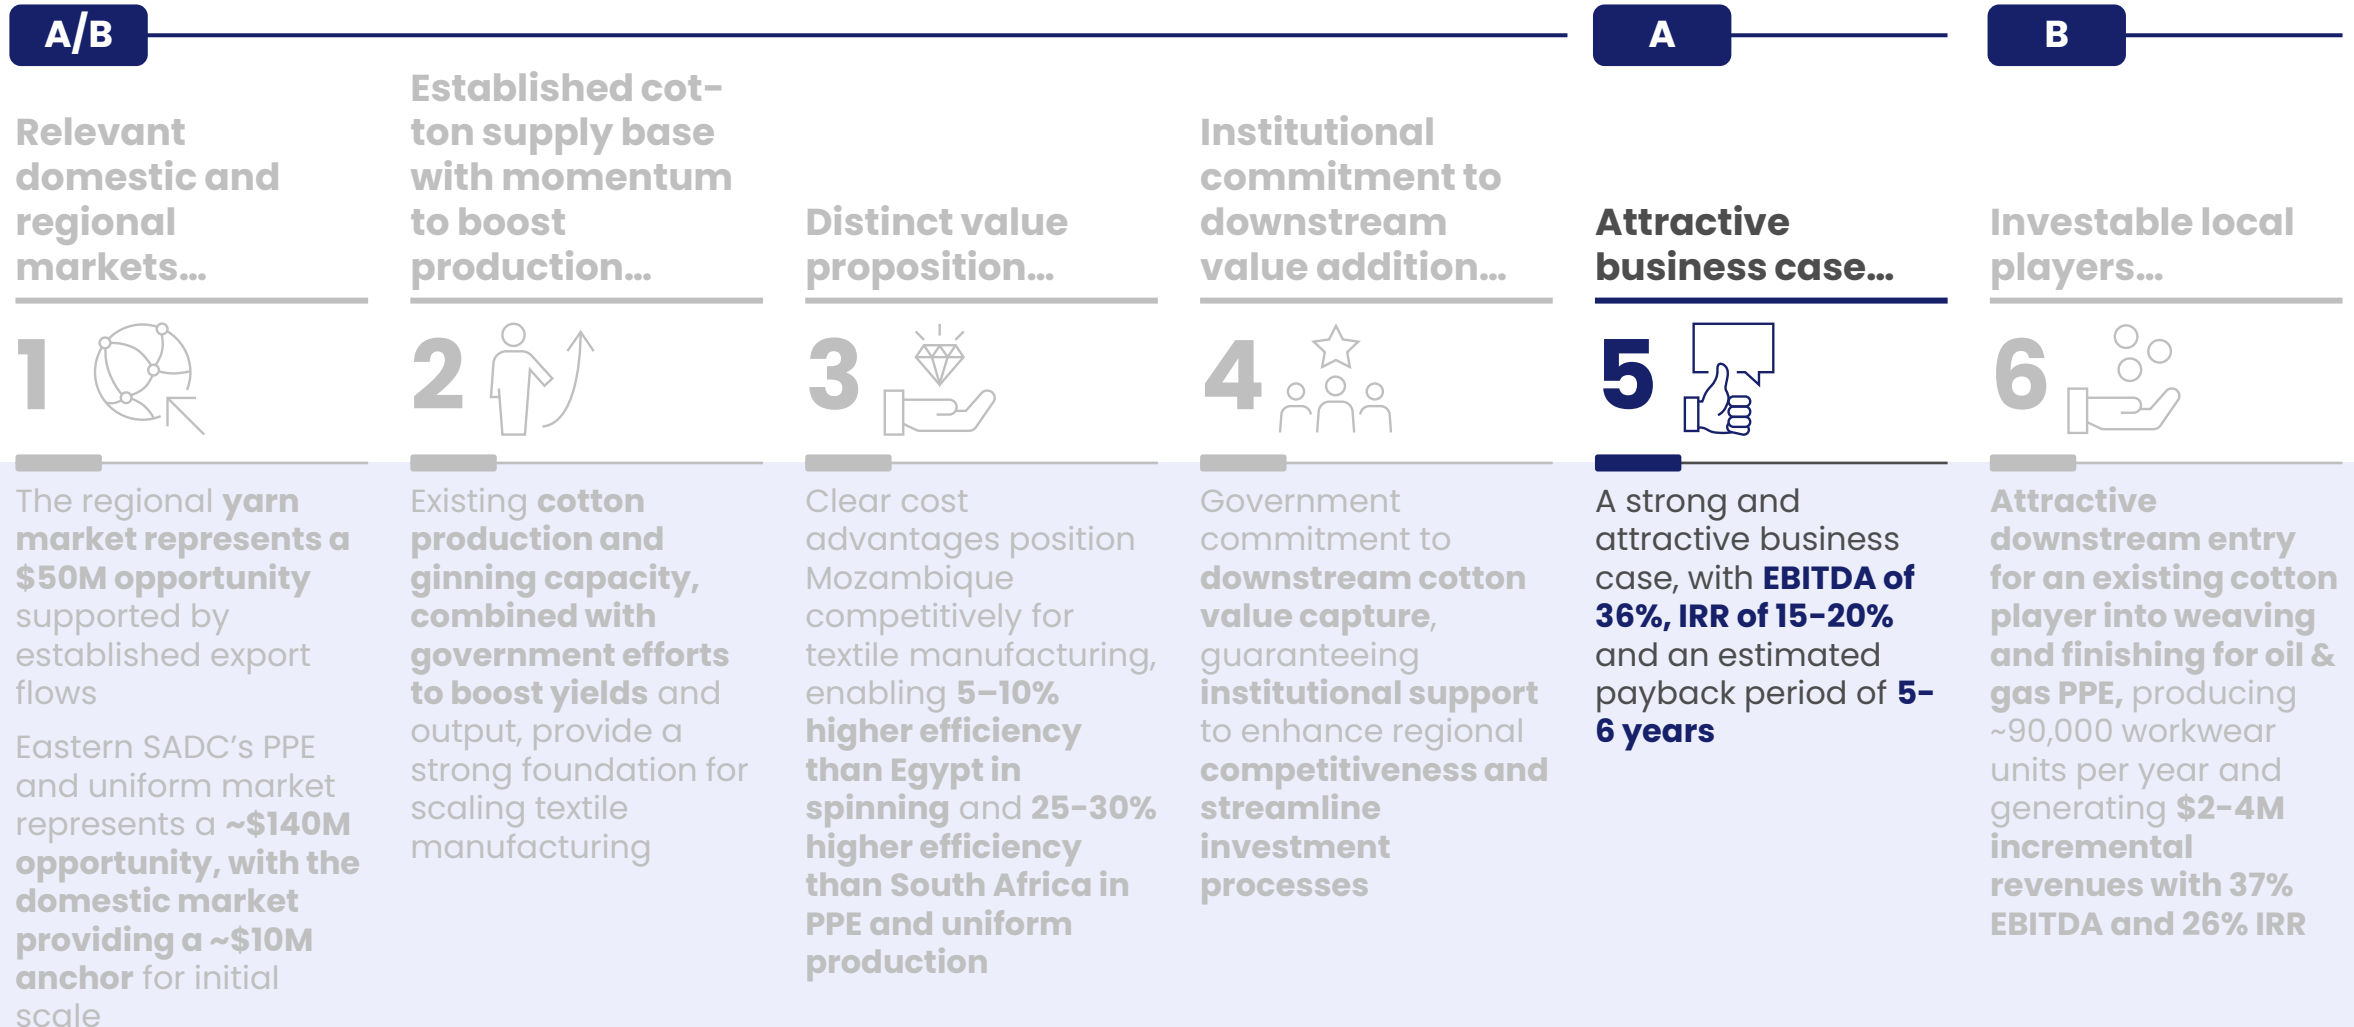 A/B
A
B
Relevant
domestic and
regional
markets...
Established cot-
ton supply base
with momentum
to boost
production...
Distinct value
proposition...
Institutional
commitment to
downstream
value addition...
Attractive
business case...
Investable local
players...
1
2
3
4
5
6
The regional yarn
market represents a
$50M opportunity
supported by
established export
flows
Eastern SADC’s PPE
and uniform market
represents a ~$140M
opportunity, with the
domestic market
providing a ~$10M
anchor for initial
scale
Existing cotton
production and
ginning capacity,
combined with
government efforts
to boost yields and
output, provide a
strong foundation for
scaling textile
manufacturing
Clear cost
advantages position
Mozambique
competitively for
textile manufacturing,
enabling 5–10%
higher efficiency
than Egypt in
spinning and 25-30%
higher efficiency
than South Africa in
PPE and uniform
production
Government
commitment to
downstream cotton
value capture,
guaranteeing
institutional support
to enhance regional
competitiveness and
streamline
investment
processes
A strong and
attractive business
case, with EBITDA of
36%, IRR of 15-20%
and an estimated
payback period of 5-
6 years
Attractive
downstream entry
for an existing cotton
player into weaving
and finishing for oil &
gas PPE, producing
~90,000 workwear
units per year and
generating $2-4M
incremental
revenues with 37%
EBITDA and 26% IRR